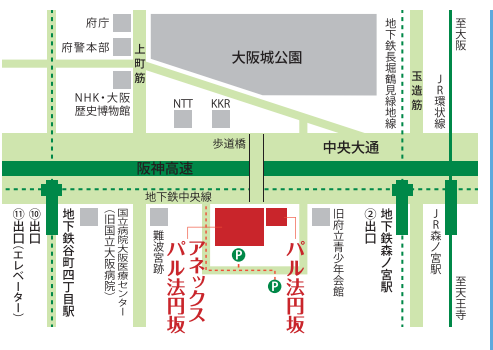 府庁
府警本部
上町筋
NHK・大阪
歴史博物館
大阪城公園
NTT
KKR
地下鉄長堀鶴見緑地線
玉造筋
JR環状線
至大阪
歩道橋
中央大通
阪神高速
地下鉄中央線
⑪出口(エレベーター)
⑩出口
地下鉄谷町四丁目駅
国立病院大阪医療センター
(旧国立大阪病院)
難波宮跡
アネックス
パル法円坂
P
P
パル法円坂
旧府立青少年会館
②出口
地下鉄森ノ宮駅
JR森ノ宮駅
至天王寺